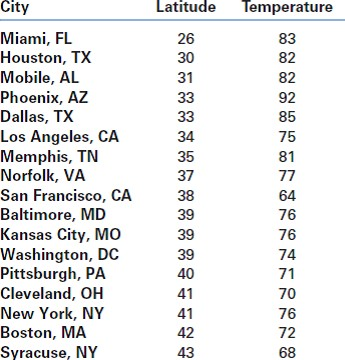 City Latitude Temperature
Miami, FL 26 83
Houston, TX 30 82
Mobile, AL 31 82
Phoenix, AZ 33 92
Dallas, TX 33 85
Los Angeles, CA 34 75
Memphis, TN 35 81
Norfolk, VA 37 77
San Francisco, CA 38 64
Baltimore, MD 39 76
Kansas City, MO 39 76
Washington, DC 39 74
Pittsburgh, PA 40 71
Cleveland, OH 41 70
New York, NY 41 76
Boston, MA 42 72
Syracuse, NY 43 68